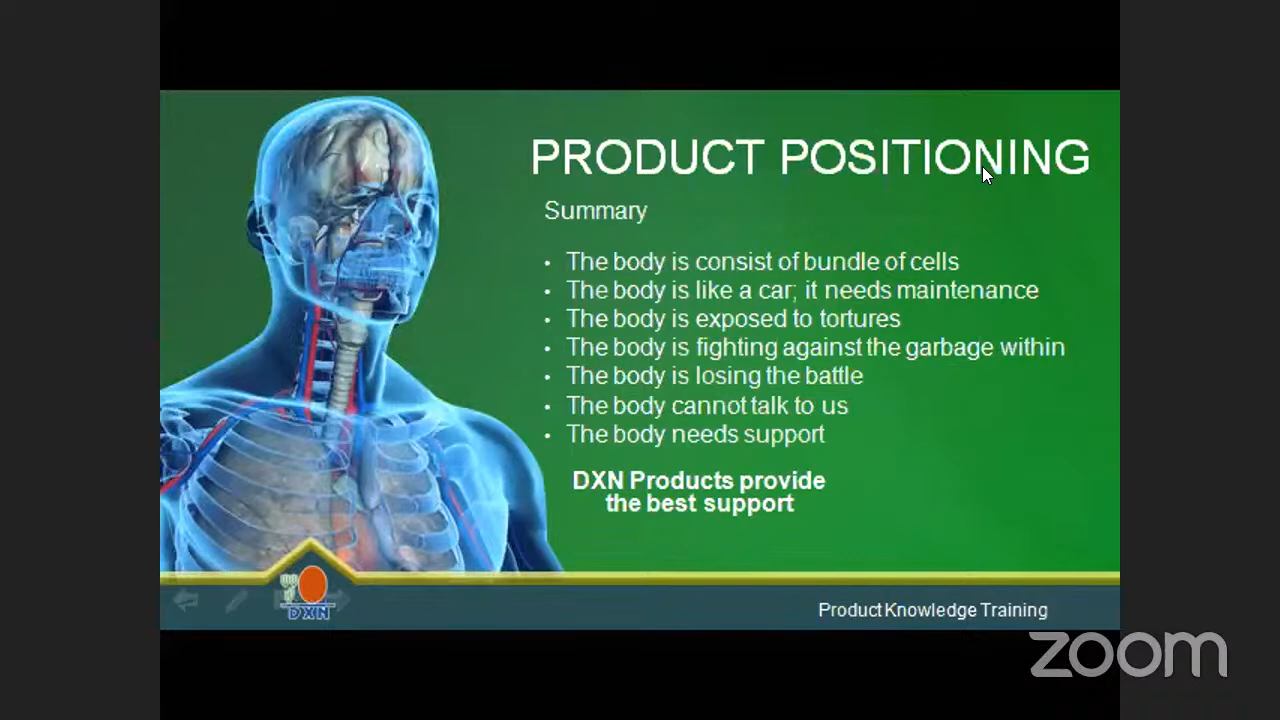 PRODUCT POSITIONING
Summary
• The body is consist of bundle of cells
• The body is like a car; it needs maintenance
• The body is exposed to tortures
• The body is fighting against the garbage within
• The body is losing the battle
• The body cannot talk to us
• The body needs support
DXN Products provide
the best support
DXN
Product Knowledge Training
zoom